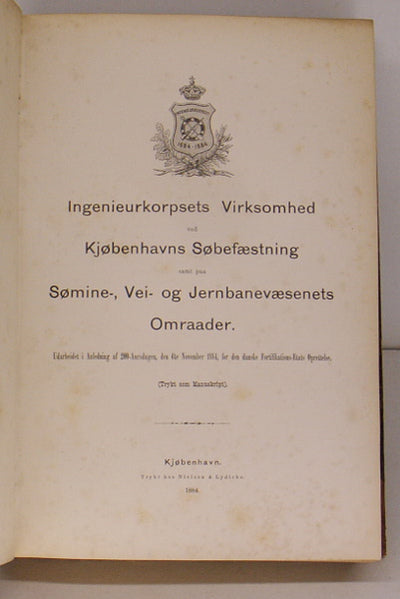 1684-1884
Ingenieurkorpsets Virksomhed
ved
Kjøbenhavns Søbefæstning
samt paa
Sømine-, Vei- og Jernbanevæsenets
Omraader.
Udarbeidet i Anledning af 200-Aarsdagen, den 6te November 1884, for den danske Fortifikations-Etats Oprettelse.
(Trykt som Manuskript).
Kjøbenhavn.
Trykt hos Nielsen & Lydiche.
1884.